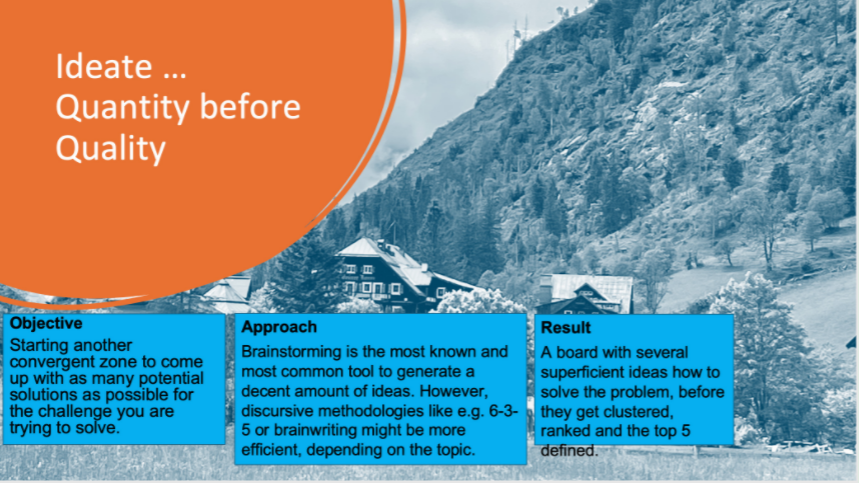 Ideate ...
Quantity before
Quality
Objective
Starting another
convergent zone to come
up with as many potential
solutions as possible for
the challenge you are
trying to solve.
Approach
Brainstorming is the most known and
most common tool to generate a
decent amount of ideas. However,
discursive methodologies like e.g. 6-3-
5 or brainwriting might be more
efficient, depending on the topic.
Result
A board with several
superficient ideas how to
solve the problem, before
they get clustered,
ranked and the top 5
defined.